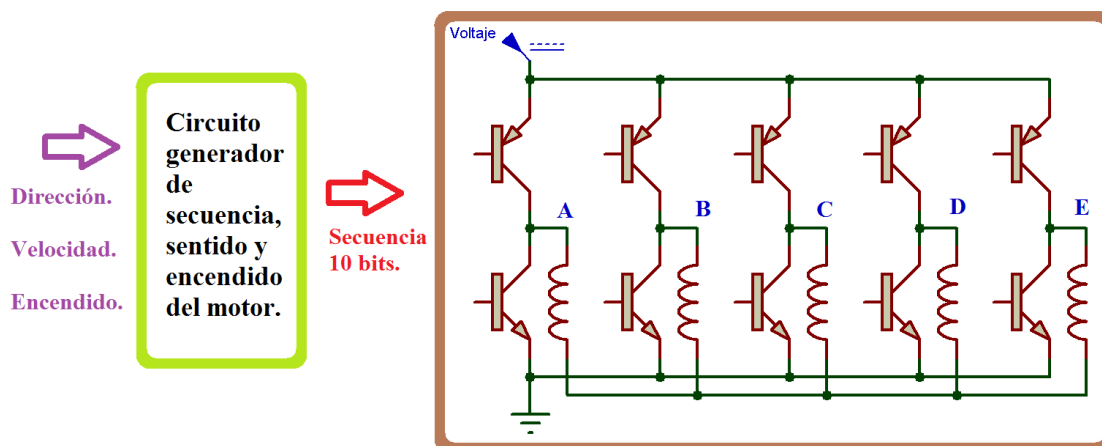 Voltaje
Circuito
generador
de
secuencia,
sentido y
encendido
del motor.
Dirección.
Velocidad.
Encendido.
Secuencia
10 bits.
A
B
C
D
E